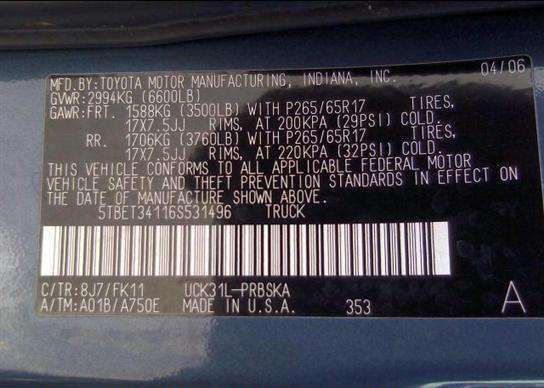 MFD.BY:TOYOTA MOTOR MANUFACTURING, INDIANA, INC. 04/06
GVWR:2994KG (6600LB)
GAWR:FRT. 1588KG (3500LB) WITH P265/65R17 TIRES,
17X7.5JJ RIMS, AT 200KPA (29PSI) COLD.
RR. 1706KG (3760LB) WITH P265/65R17 TIRES,
17X7.5JJ RIMS, AT 220KPA (32PSI) COLD.
THIS VEHICLE CONFORMS TO ALL APPLICABLE FEDERAL MOTOR
VEHICLE SAFETY AND THEFT PREVENTION STANDARDS IN EFFECT ON
THE DATE OF MANUFACTURE SHOWN ABOVE.
5TBET34116S531496 TRUCK
C/TR:8J7/FK11 UCK31L-PRBSKA
A/TM:A01B/A750E MADE IN U.S.A. 353 A